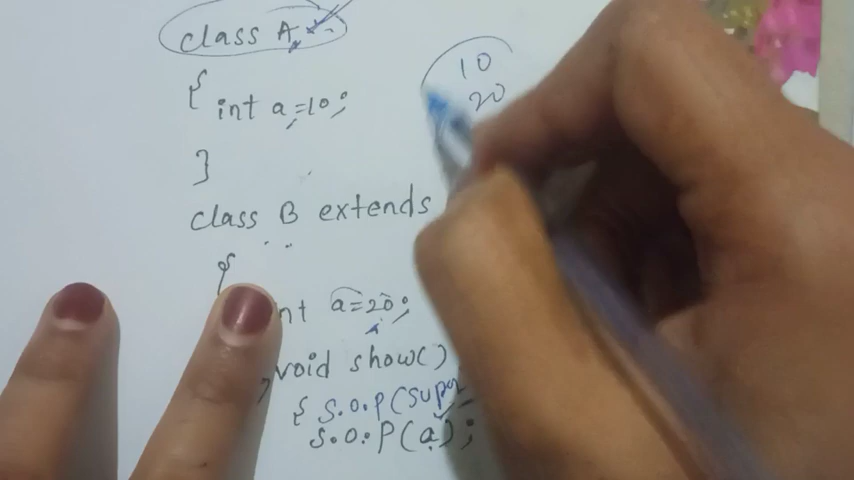 class A
{ int a=10;
}
class B extends
{
int a=20;
void show()
{ S.O.P(super
S.O.P(a);
10
20